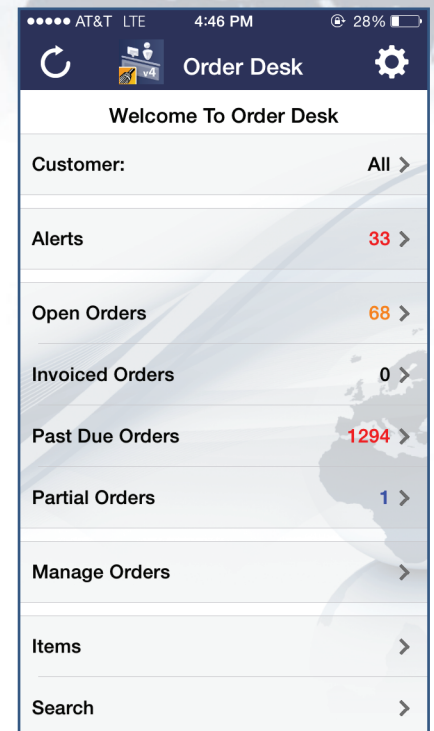 AT&T LTE 4:46 PM 28%
v4 Order Desk
Welcome To Order Desk
Customer: All
Alerts 33
Open Orders 68
Invoiced Orders 0
Past Due Orders 1294
Partial Orders 1
Manage Orders
Items
Search